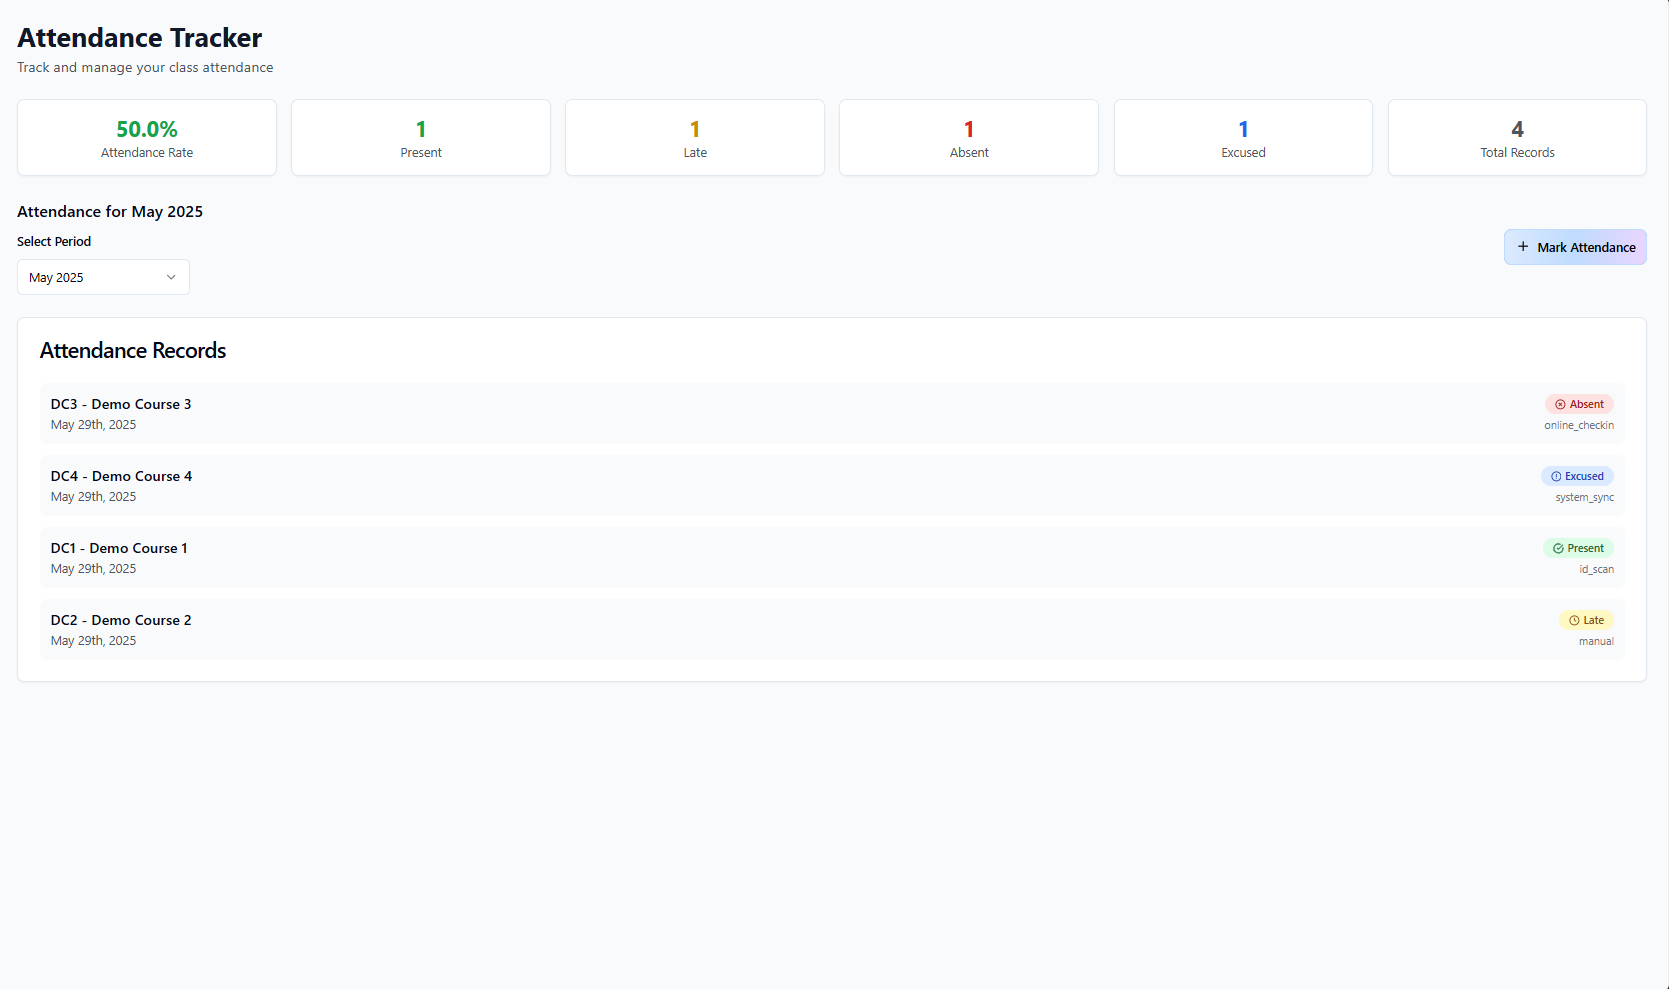 Attendance Tracker
Track and manage your class attendance
50.0%
Attendance Rate
1
Present
1
Late
1
Absent
1
Excused
4
Total Records
Attendance for May 2025
Select Period
May 2025
+ Mark Attendance
Attendance Records
DC3 - Demo Course 3
May 29th, 2025
Absent
online_checkin
DC4 - Demo Course 4
May 29th, 2025
Excused
system_sync
DC1 - Demo Course 1
May 29th, 2025
Present
id_scan
DC2 - Demo Course 2
May 29th, 2025
Late
manual